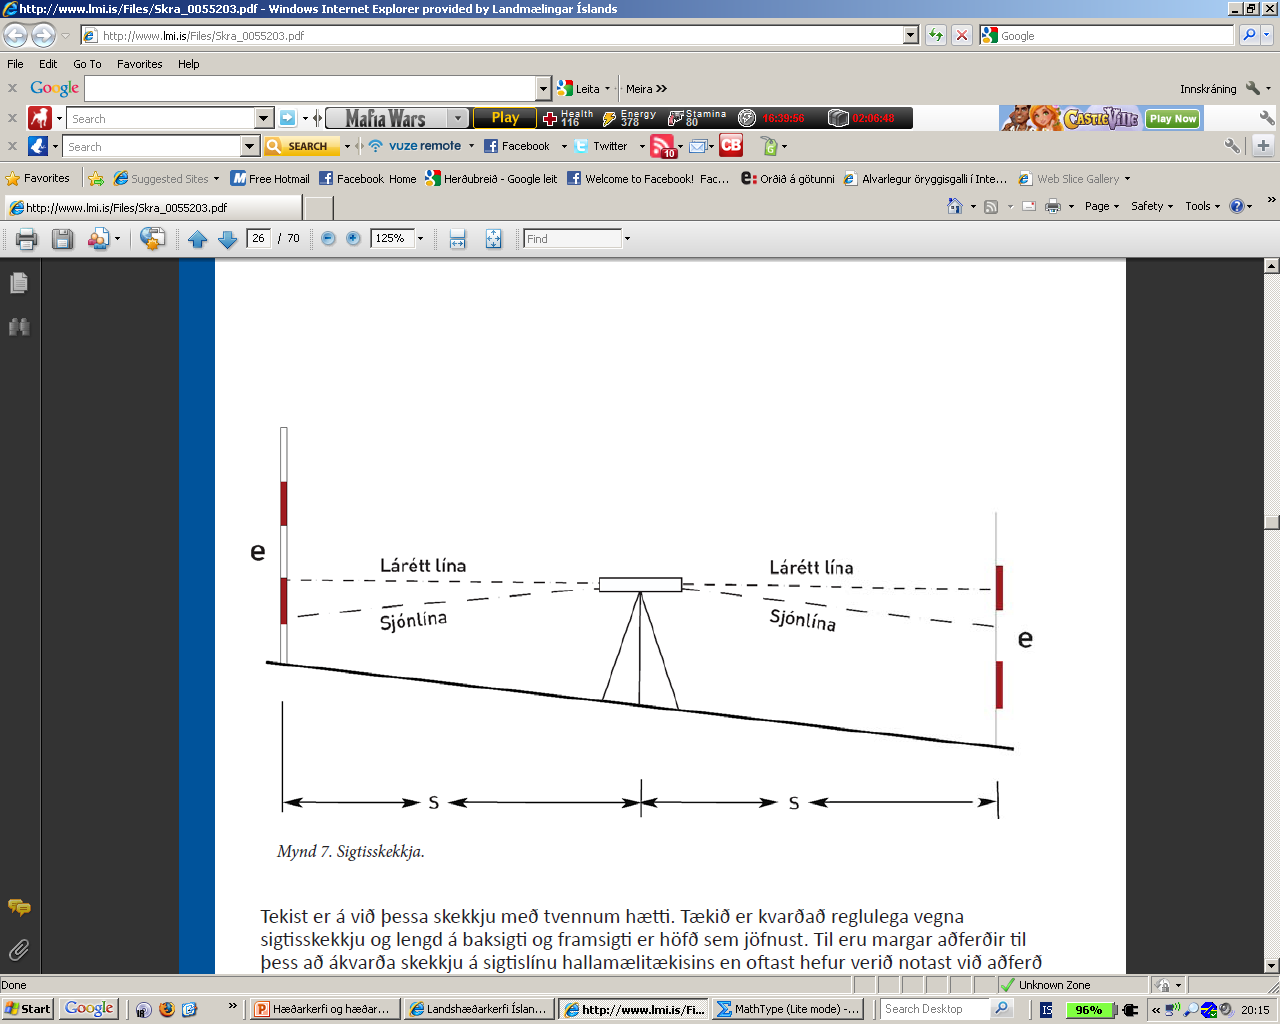 http://www.lmi.is/Files/Skra_0055203.pdf - Windows Internet Explorer provided by Landmælingar Íslands
http://www.lmi.is/Files/Skra_0055203.pdf
Google
File Edit Go To Favorites Help
Google Leita Meira Innskráning
Search Mafia Wars Play Health 116 Energy 378 Stamina 80 16:39:56 02:06:48 CastleVille Play Now
Search SEARCH vuze remote Facebook Twitter 10 CB
Favorites Suggested Sites Free Hotmail Facebook Home Herðubreið - Google leit Welcome to Facebook! Fac... Orðið á götunni Alvarlegur öryggisgalli í Inte... Web Slice Gallery
http://www.lmi.is/Files/Skra_0055203.pdf Page Safety Tools
26 / 70 125% Find
e
Lárétt lína
Lárétt lína
Sjónlína
Sjónlína
e
s
s
Mynd 7. Sigtisskekkja.
Tekist er á við þessa skekkju með tvennum hætti. Tækið er kvarðað reglulega vegna
sigtisskekkju og lengd á baksigti og framsigti er höfð sem jöfnust. Til eru margar aðferðir til
þess að ákvarða skekkju á sigtislínu hallamælitækisins en oftast hefur verið notast við aðferð
Done Unknown Zone
Start Google Hæðarkerfi og hæðar... Landshæðarkerfi Íslan... http://www.lmi.is/Fi... MathType (Lite mode) -... Search Desktop IS 96% 20:15